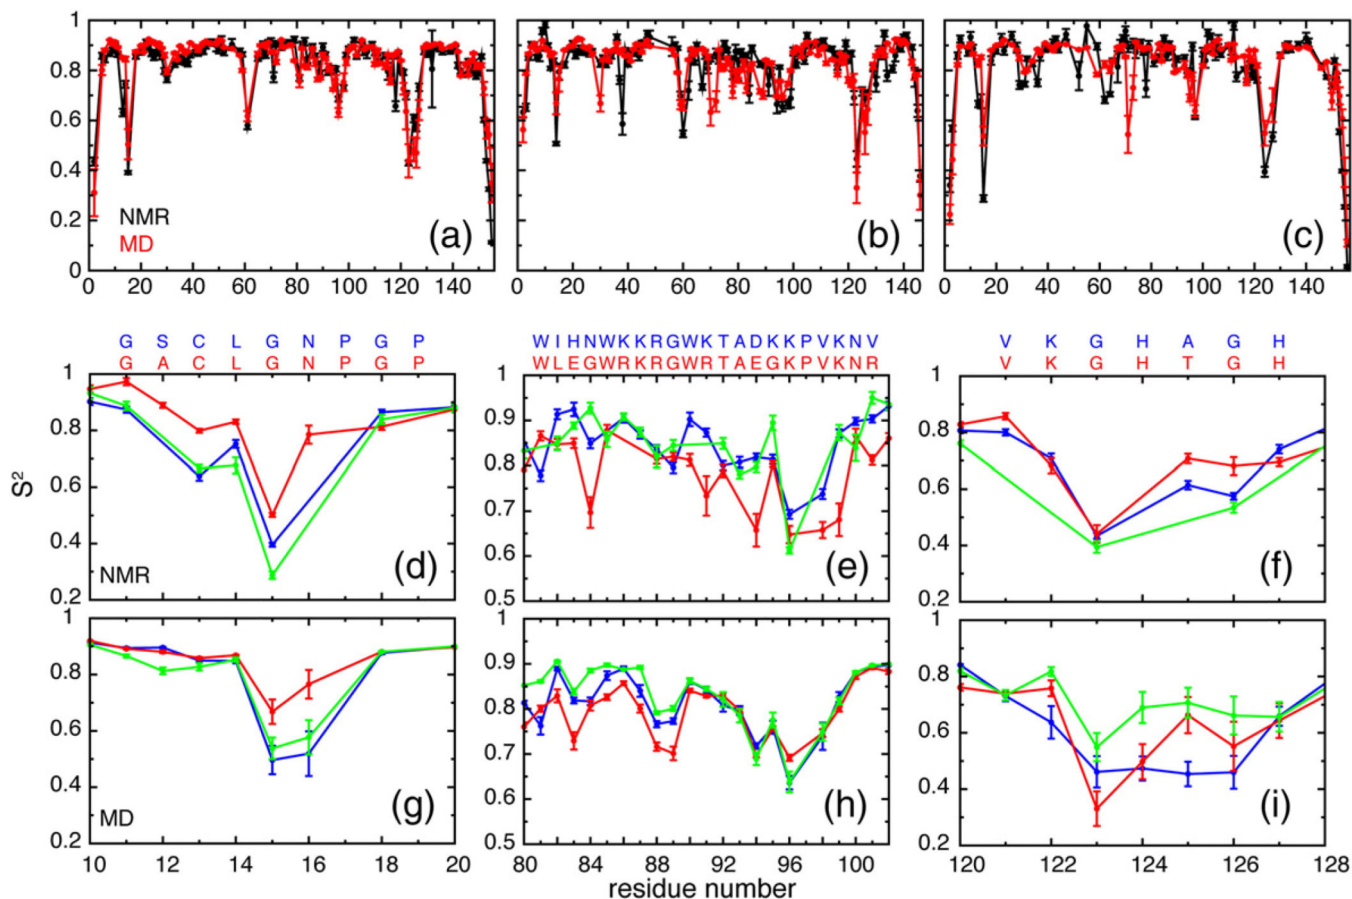 1
0.8
0.6
0.4
0.2
0
NMR
MD
(a) (b) (c)
0 20 40 60 80 100 120 140
0 20 40 60 80 100 120 140
0 20 40 60 80 100 120 140
G S C L G N P G P
G A C L G N P G P
W I H N W K K R G W K T A D K K P V K N V
W L E G W R K R G W R T A E G K P V K N R
V K G H A G H
V K G H T G H
S²
1
0.8
0.6
0.4
0.2
NMR
(d)
1
0.9
0.8
0.7
0.6
0.5
(e)
1
0.8
0.6
0.4
0.2
(f)
1
0.8
0.6
0.4
0.2
MD
(g)
1
0.9
0.8
0.7
0.6
0.5
(h)
1
0.8
0.6
0.4
0.2
(i)
10 12 14 16 18 20
80 84 88 92 96 100
120 122 124 126 128
residue number